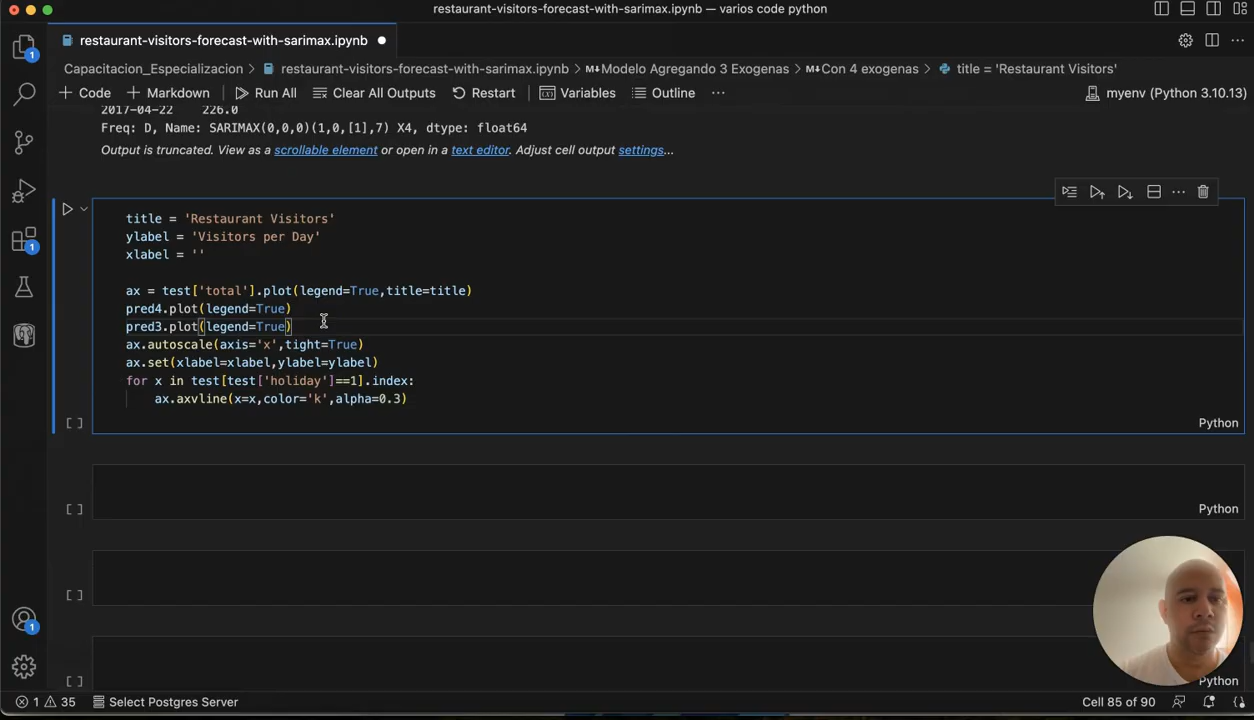 restaurant-visitors-forecast-with-sarimax.ipynb — varios code python
restaurant-visitors-forecast-with-sarimax.ipynb
Capacitacion_Especializacion > restaurant-visitors-forecast-with-sarimax.ipynb > M↓Modelo Agregando 3 Exogenas > M↓Con 4 exogenas > title = 'Restaurant Visitors'
+ Code + Markdown Run All Clear All Outputs Restart Variables Outline ... myenv (Python 3.10.13)
2017-04-22 226.0
Freq: D, Name: SARIMAX(0,0,0)(1,0,[1],7) X4, dtype: float64
Output is truncated. View as a scrollable element or open in a text editor. Adjust cell output settings...
title = 'Restaurant Visitors'
ylabel = 'Visitors per Day'
xlabel = ''
ax = test['total'].plot(legend=True,title=title)
pred4.plot(legend=True)
pred3.plot(legend=True)
ax.autoscale(axis='x',tight=True)
ax.set(xlabel=xlabel,ylabel=ylabel)
for x in test[test['holiday']==1].index:
ax.axvline(x=x,color='k',alpha=0.3)
[ ] Python
[ ] Python
[ ] Python
[ ] Python
1
1
1
1 35 Select Postgres Server Cell 85 of 90